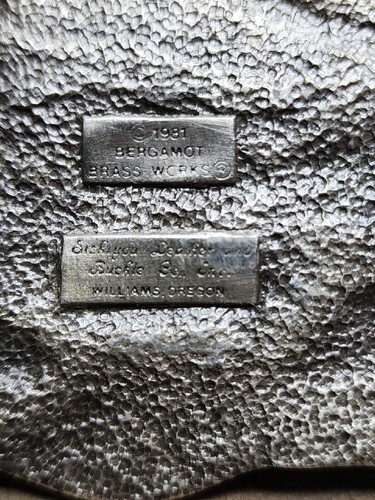 © 1981
BERGAMOT
BRASS WORKS®
Siskiyou
Buckle Co., Inc.
WILLIAMS, OREGON